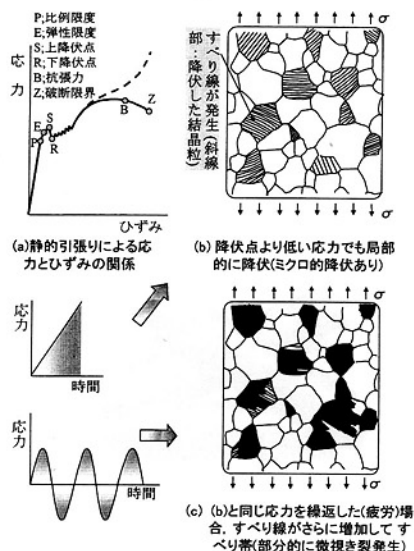 P;比例限度
E;弾性限度
S;上降伏点
R;下降伏点
B;抗張力
Z;破断限界
応力
S
E
P
R
B
Z
ひずみ
(a)静的引張りによる応
力とひずみの関係
すべり線が発生(斜線
部:降伏した結晶粒)
σ
σ
(b) 降伏点より低い応力でも局部
的に降伏(ミクロ的降伏あり)
応力
時間
応力
時間
σ
σ
(c) (b)と同じ応力を繰返した(疲労)場
合，すべり線がさらに増加して す
べり帯(部分的に微視き裂発生)